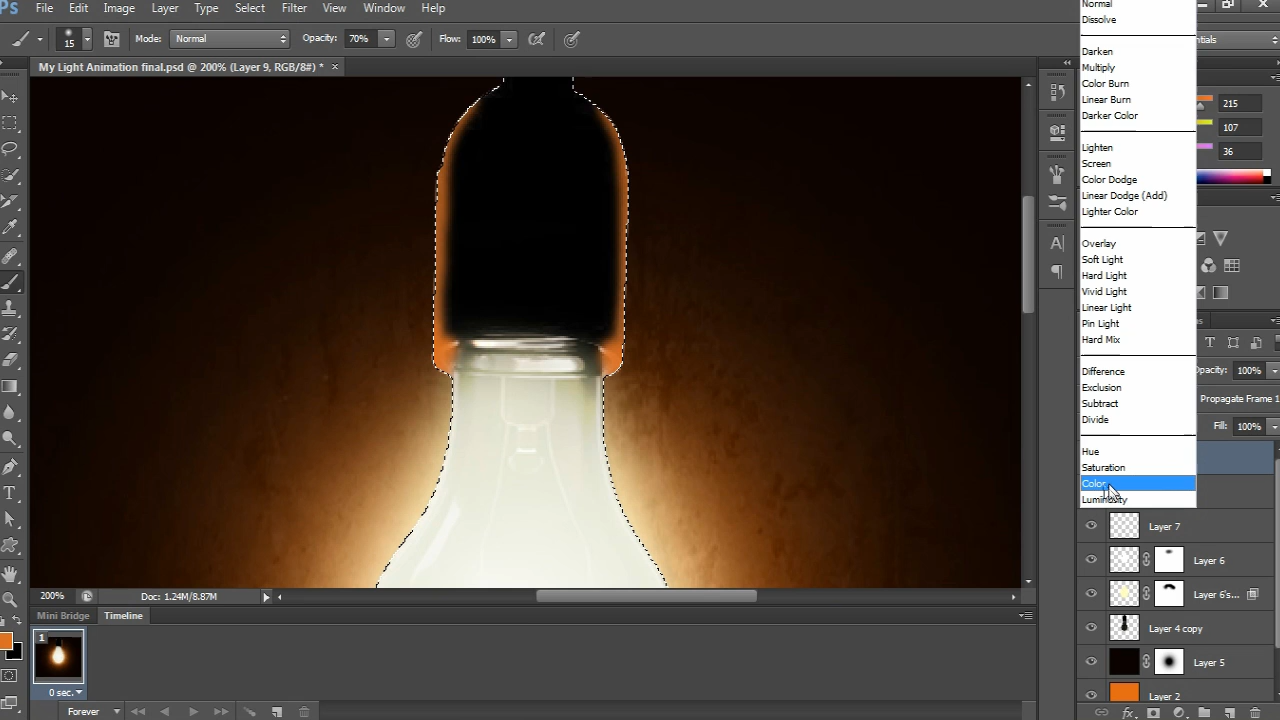 Ps File Edit Image Layer Type Select Filter View Window Help
15 Mode: Normal Opacity: 70% Flow: 100%
My Light Animation final.psd @ 200% (Layer 9, RGB/8#) * ×
Normal
Dissolve
Darken
Multiply
Color Burn
Linear Burn
Darker Color
Lighten
Screen
Color Dodge
Linear Dodge (Add)
Lighter Color
Overlay
Soft Light
Hard Light
Vivid Light
Linear Light
Pin Light
Hard Mix
Difference
Exclusion
Subtract
Divide
Hue
Saturation
Color
Luminosity
215
107
36
Opacity: 100%
Propagate Frame 1
Fill: 100%
Layer 7
Layer 6
Layer 6's...
Layer 4 copy
Layer 5
Layer 2
200% Doc: 1.24M/8.87M
Mini Bridge Timeline
1
0 sec.
Forever